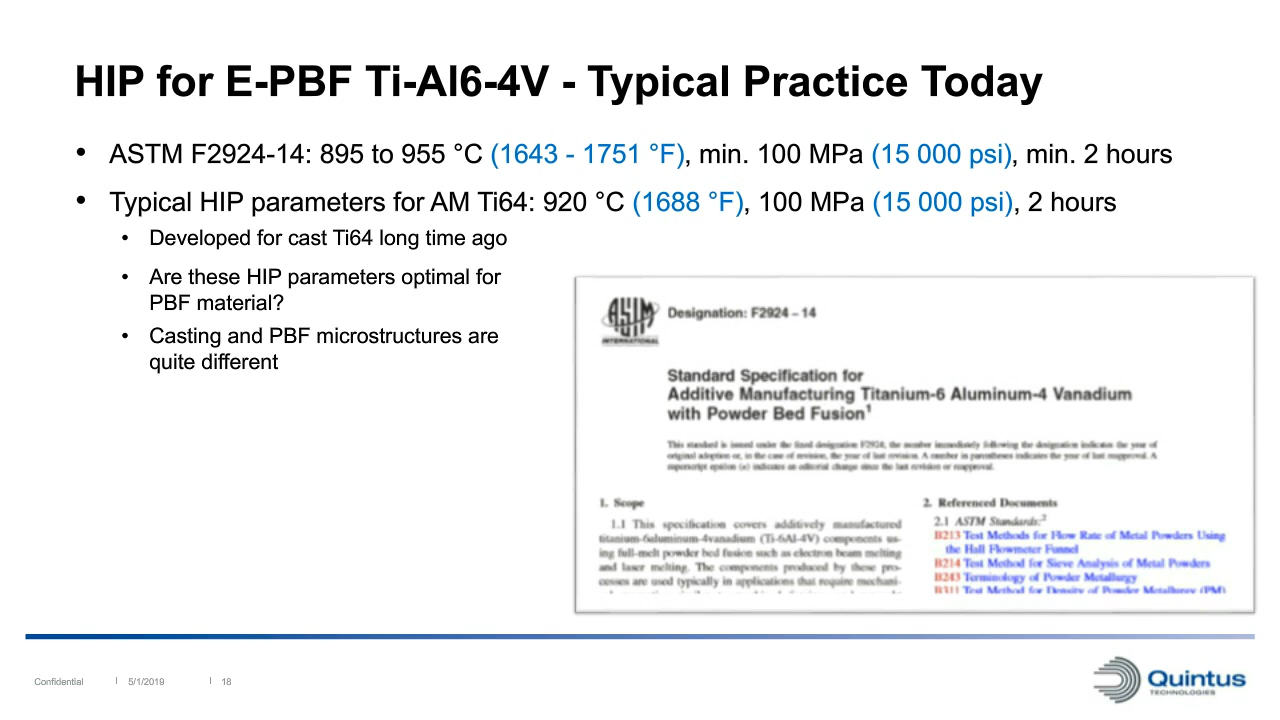 HIP for E-PBF Ti-Al6-4V - Typical Practice Today
• ASTM F2924-14: 895 to 955 °C (1643 - 1751 °F), min. 100 MPa (15 000 psi), min. 2 hours
• Typical HIP parameters for AM Ti64: 920 °C (1688 °F), 100 MPa (15 000 psi), 2 hours
• Developed for cast Ti64 long time ago
• Are these HIP parameters optimal for
PBF material?
• Casting and PBF microstructures are
quite different
ASTM
INTERNATIONAL
Designation: F2924 – 14
Standard Specification for
Additive Manufacturing Titanium-6 Aluminum-4 Vanadium
with Powder Bed Fusion¹
This standard is issued under the fixed designation F2924; the number immediately following the designation indicates the year of
original adoption or, in the case of revision, the year of last revision. A number in parentheses indicates the year of last reapproval. A
superscript epsilon (ε) indicates an editorial change since the last revision or reapproval.
1. Scope
1.1 This specification covers additively manufactured
titanium-6aluminum-4vanadium (Ti-6Al-4V) components us-
ing full-melt powder bed fusion such as electron beam melting
and laser melting. The components produced by these pro-
cesses are used typically in applications that require mechani-
2. Referenced Documents
2.1 ASTM Standards:²
B213 Test Methods for Flow Rate of Metal Powders Using
the Hall Flowmeter Funnel
B214 Test Method for Sieve Analysis of Metal Powders
B243 Terminology of Powder Metallurgy
B311 Test Method for Density of Powder Metallurgy (PM)
Confidential | 5/1/2019 | 18
Quintus
TECHNOLOGIES